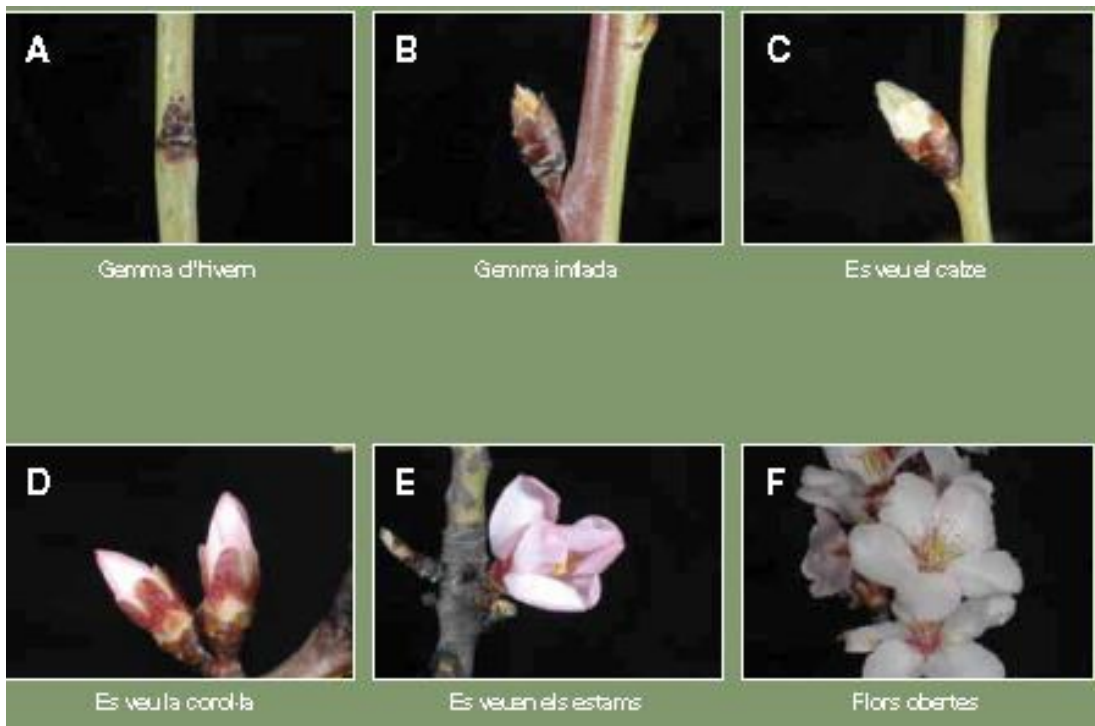 A
B
C
Gemma d'hivern
Gemma inflada
Es veu el calze
D
E
F
Es veu la corol·la
Es veuen els estams
Flors obertes